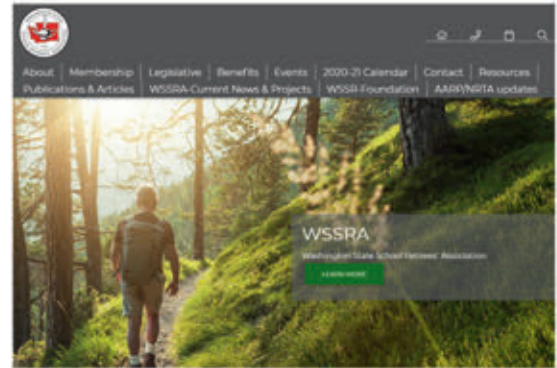 About | Membership | Legislative | Benefits | Events | 2020-21 Calendar | Contact | Resources
Publications & Articles | WSSRA-Current News & Projects | WSSR-Foundation | AARP/NRTA updates
WSSRA
Washington State School Retirees' Association
LEARN MORE